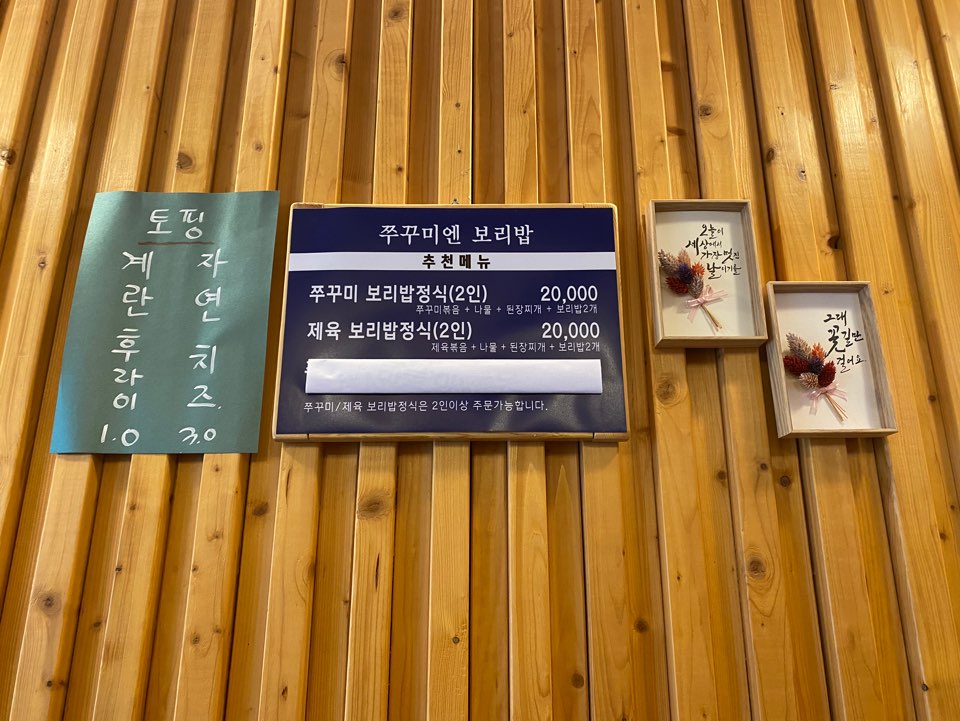 토핑
계란후라이 1.0
자연치즈 3.0
쭈꾸미엔 보리밥
추천메뉴
쭈꾸미 보리밥정식(2인) 20,000
쭈꾸미볶음 + 나물 + 된장찌개 + 보리밥2개
제육 보리밥정식(2인) 20,000
제육볶음 + 나물 + 된장찌개 + 보리밥2개
쭈꾸미/제육 보리밥정식은 2인이상 주문가능합니다.
오늘이
세상에서
가장 멋진
날이기를
그대
꽃길만
걸어요